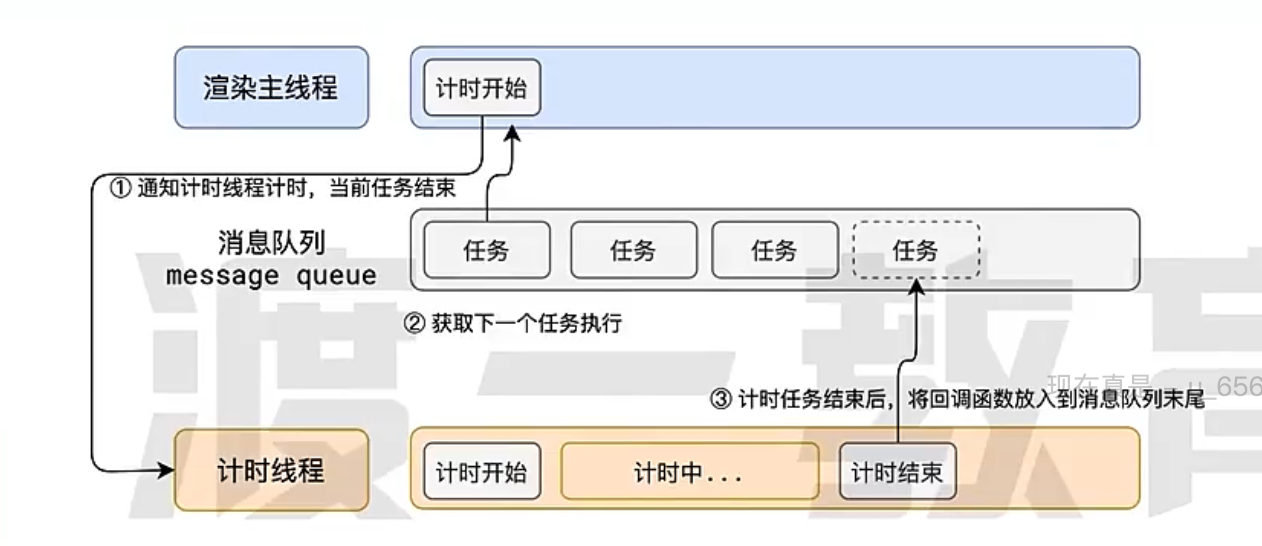 渲染主线程
计时开始
① 通知计时线程计时，当前任务结束
消息队列
message queue
任务
任务
任务
任务
② 获取下一个任务执行
现在真是
u_656
③ 计时任务结束后，将回调函数放入到消息队列末尾
计时线程
计时开始
计时中...
计时结束
渡一教育